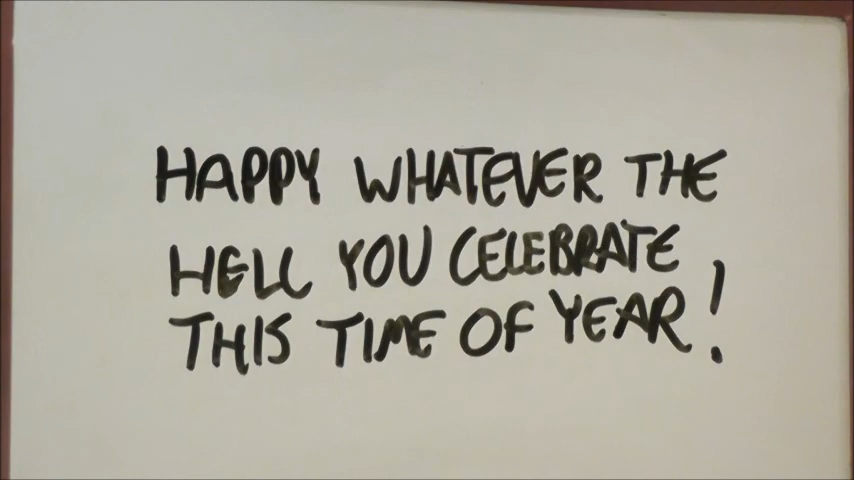 HAPPY WHATEVER THE
HELL YOU CELEBRATE
THIS TIME OF YEAR!